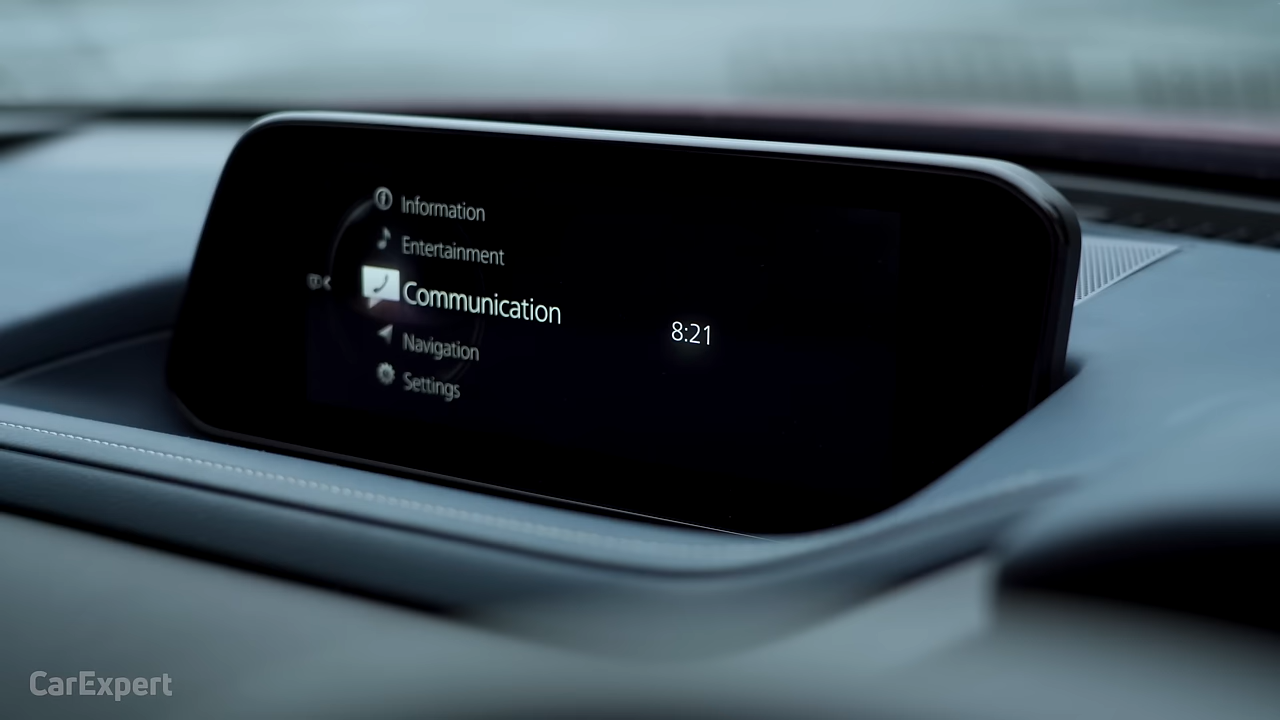 Information
Entertainment
Communication
8:21
Navigation
Settings
CarExpert